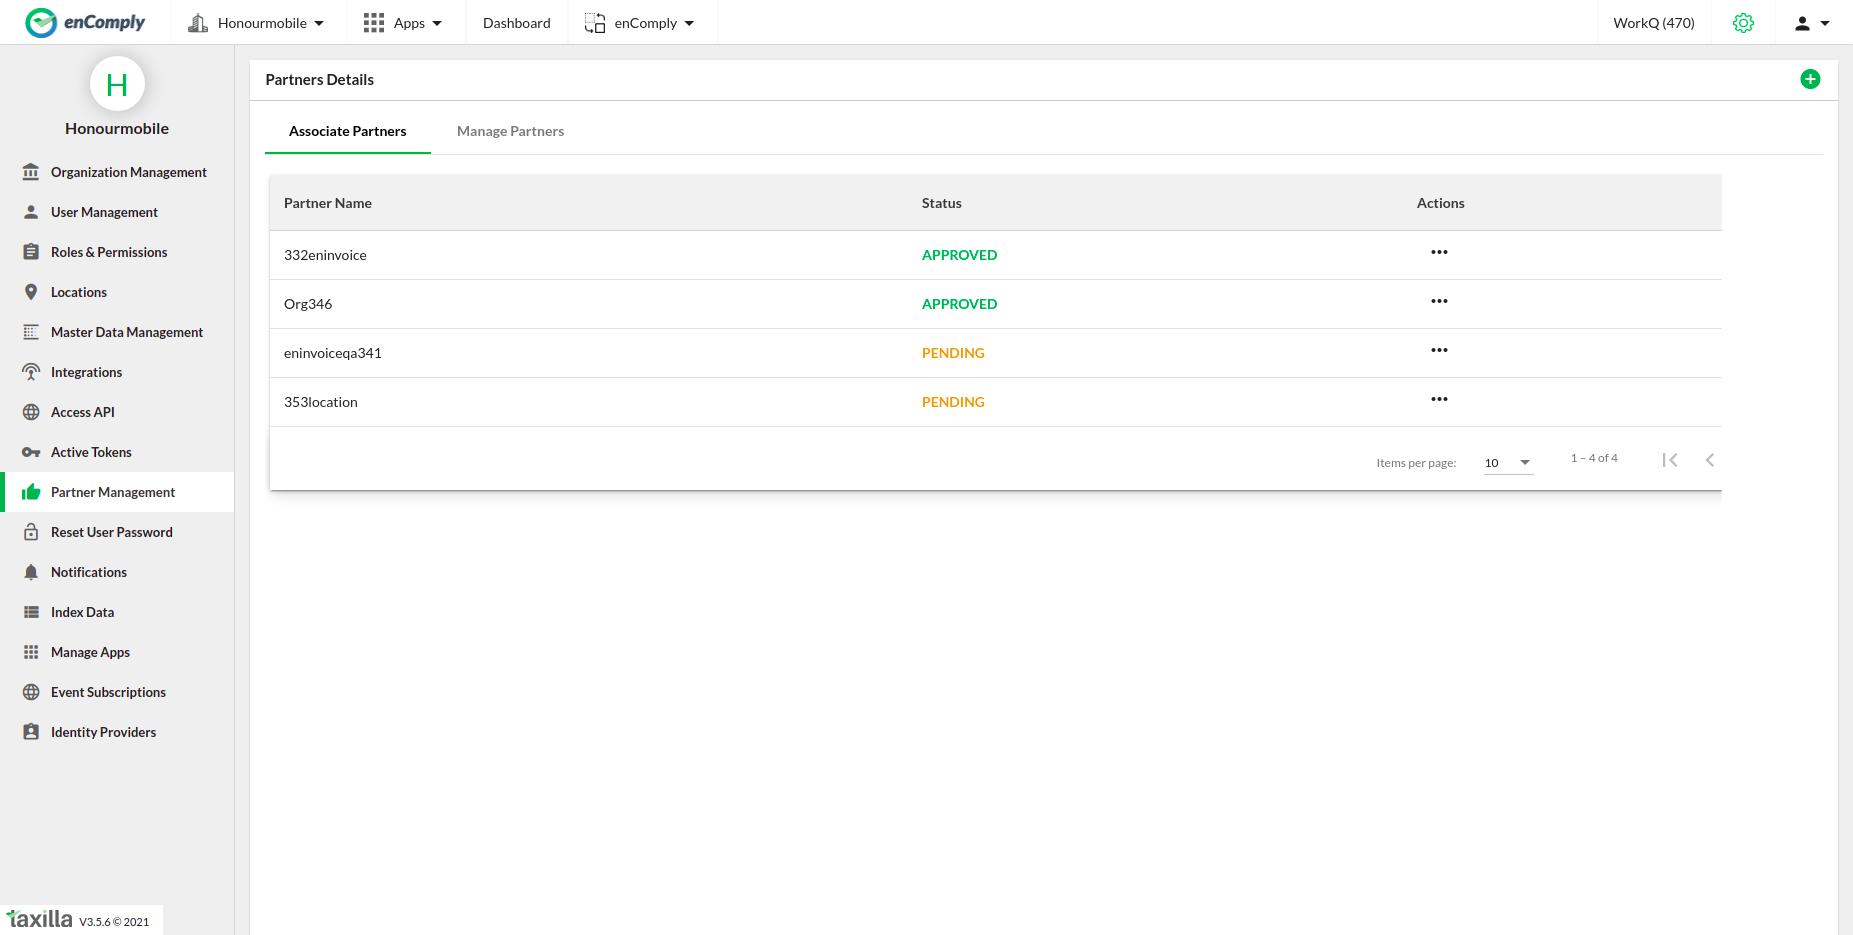 enComply
Honourmobile
Apps
Dashboard
enComply
WorkQ (470)
H
Honourmobile
Organization Management
User Management
Roles & Permissions
Locations
Master Data Management
Integrations
Access API
Active Tokens
Partner Management
Reset User Password
Notifications
Index Data
Manage Apps
Event Subscriptions
Identity Providers
taxilla V3.5.6 © 2021
Partners Details
Associate Partners Manage Partners
Partner Name Status Actions
332eninvoice APPROVED
Org346 APPROVED
eninvoiceqa341 PENDING
353location PENDING
Items per page: 10 1 – 4 of 4